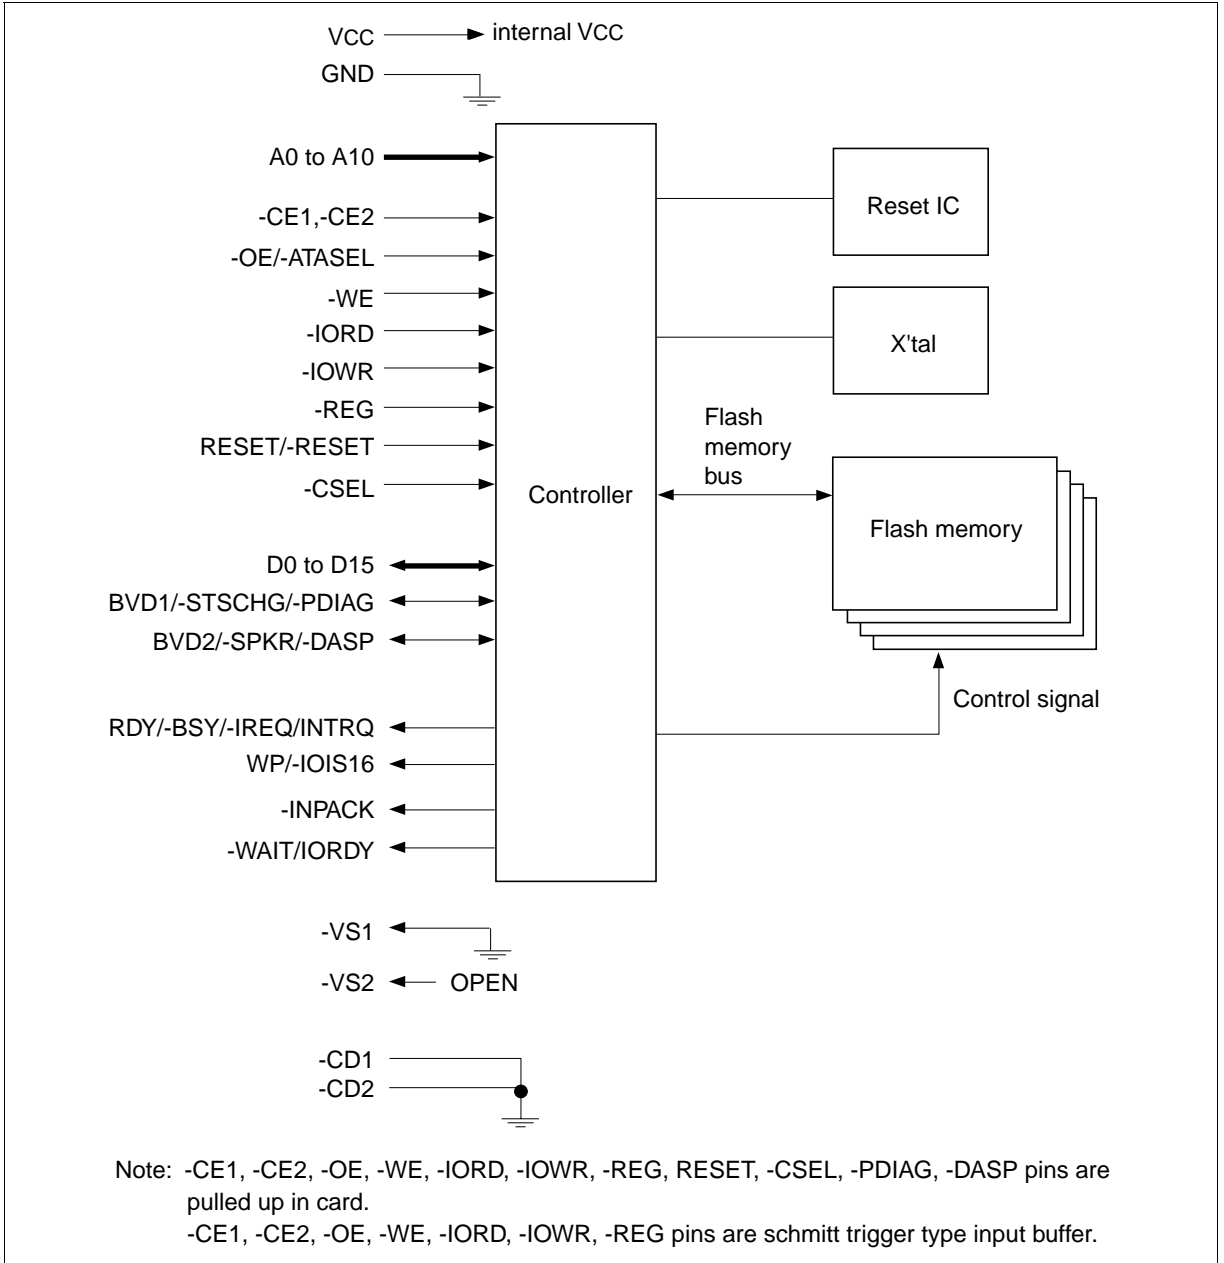 VCC
internal VCC
GND
A0 to A10
-CE1,-CE2
-OE/-ATASEL
-WE
-IORD
-IOWR
-REG
RESET/-RESET
-CSEL
D0 to D15
BVD1/-STSCHG/-PDIAG
BVD2/-SPKR/-DASP
RDY/-BSY/-IREQ/INTRQ
WP/-IOIS16
-INPACK
-WAIT/IORDY
Controller
Reset IC
X'tal
Flash
memory
bus
Flash memory
Control signal
-VS1
-VS2
OPEN
-CD1
-CD2
Note: -CE1, -CE2, -OE, -WE, -IORD, -IOWR, -REG, RESET, -CSEL, -PDIAG, -DASP pins are
pulled up in card.
-CE1, -CE2, -OE, -WE, -IORD, -IOWR, -REG pins are schmitt trigger type input buffer.